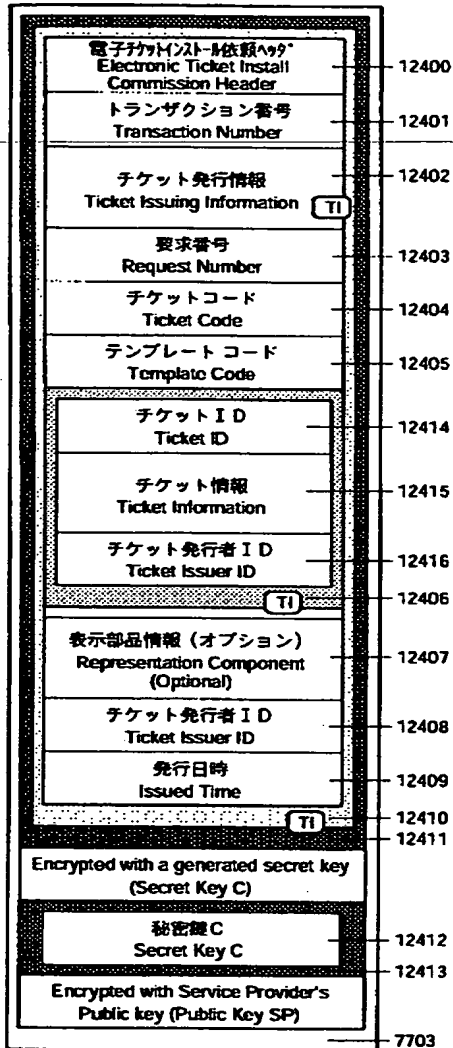 電子チケットインストール依頼ヘッダ
Electronic Ticket Install
Commission Header
12400
トランザクション番号
Transaction Number
12401
チケット発行情報
Ticket Issuing Information
TI
12402
要求番号
Request Number
12403
チケットコード
Ticket Code
12404
テンプレート コード
Template Code
12405
チケットID
Ticket ID
12414
チケット情報
Ticket Information
12415
チケット発行者ID
Ticket Issuer ID
12416
TI
12406
表示部品情報(オプション)
Representation Component
(Optional)
12407
チケット発行者ID
Ticket Issuer ID
12408
発行日時
Issued Time
12409
TI
12410
12411
Encrypted with a generated secret key
(Secret Key C)
秘密鍵C
Secret Key C
12412
12413
Encrypted with Service Provider's
Public key (Public Key SP)
7703